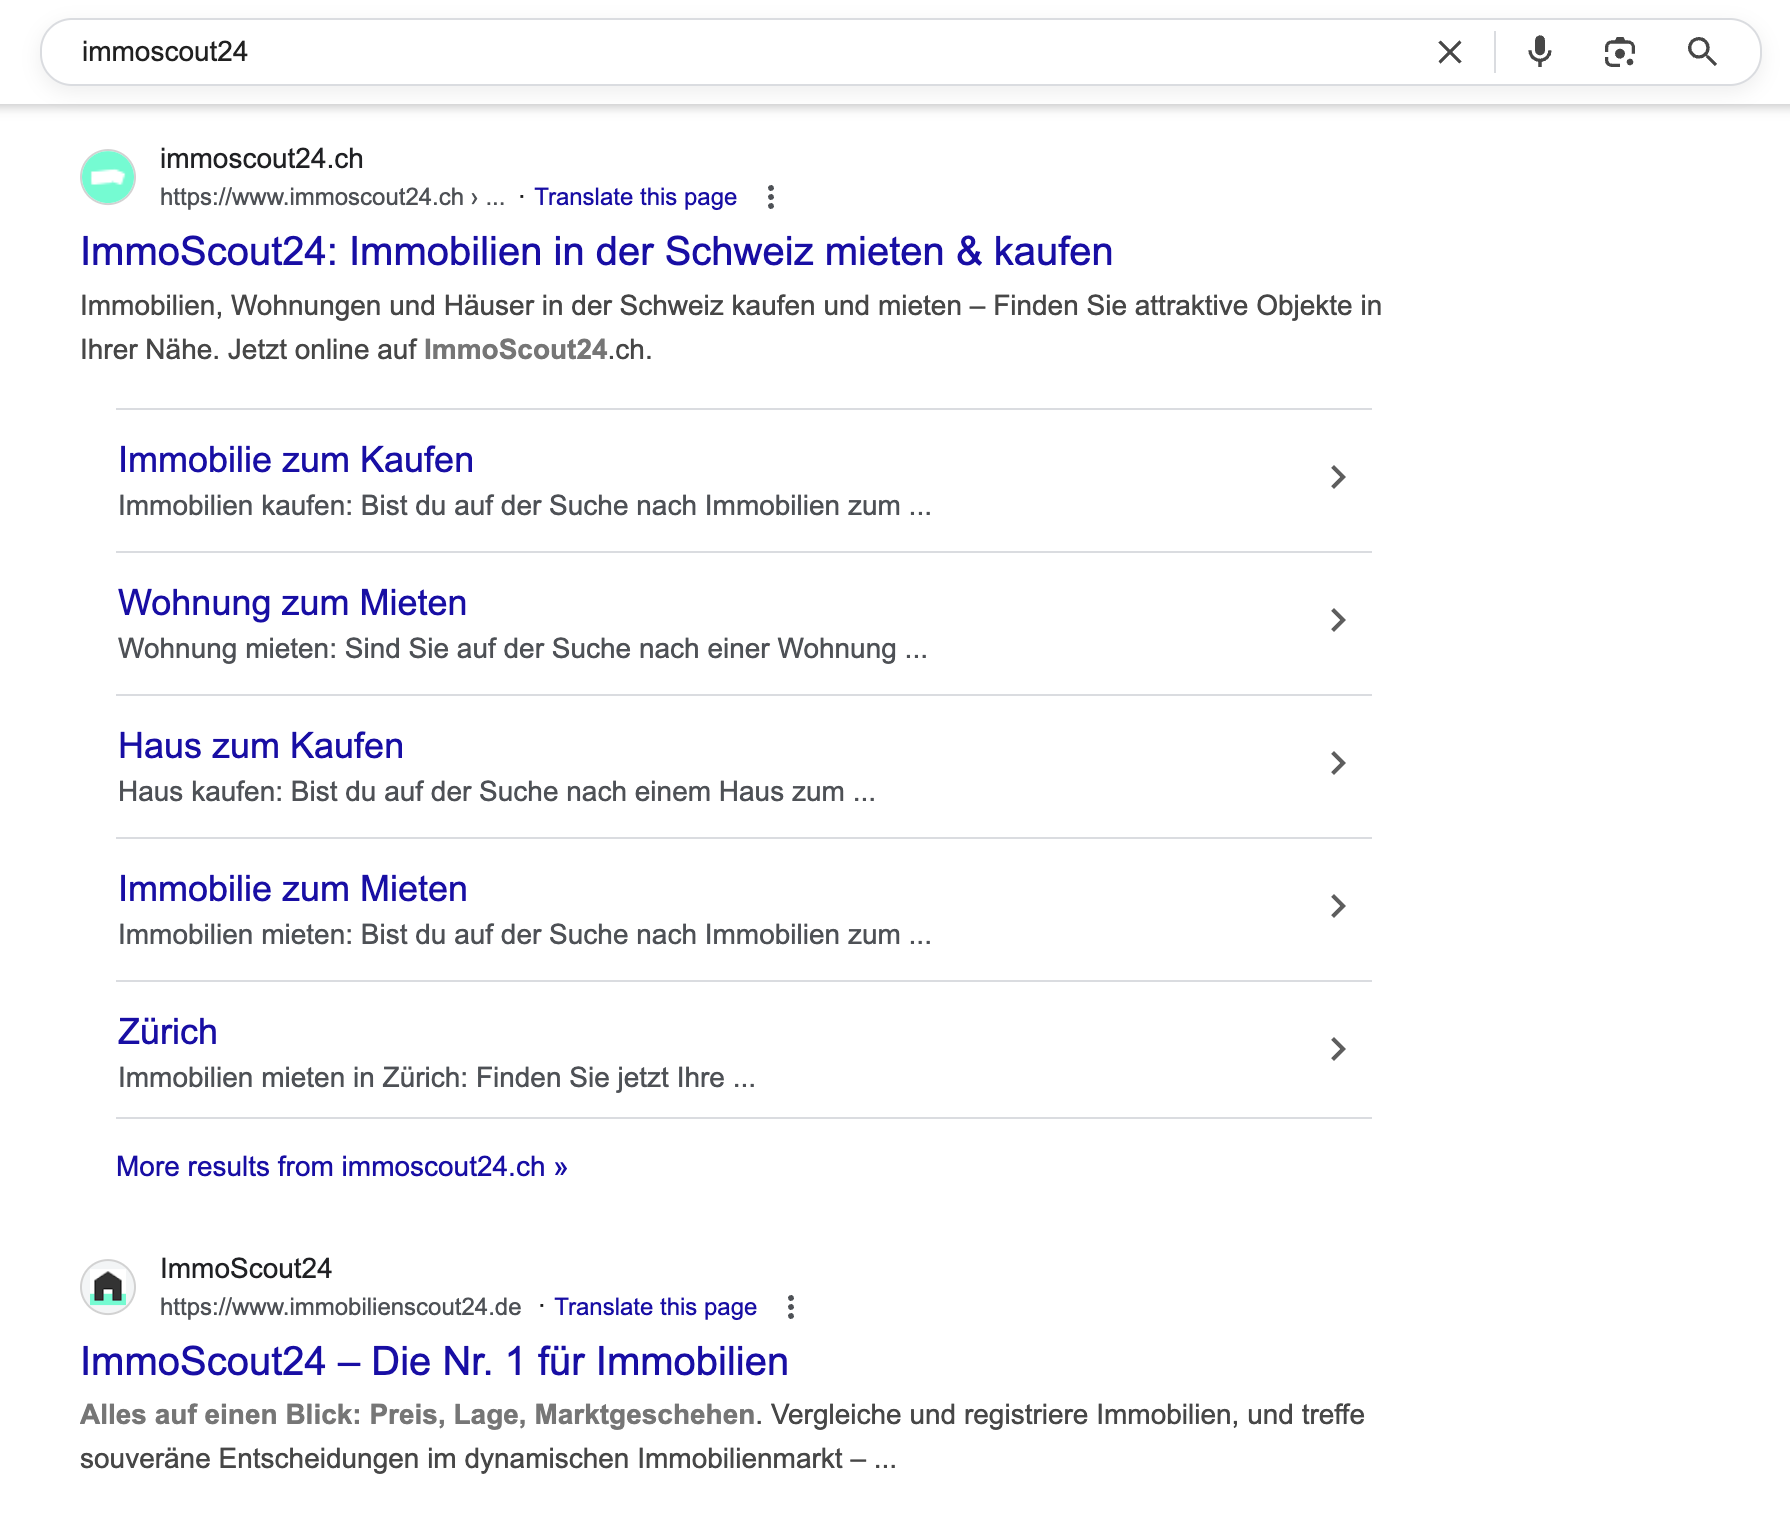 immoscout24
immoscout24.ch
https://www.immoscout24.ch › ... · Translate this page
ImmoScout24: Immobilien in der Schweiz mieten & kaufen
Immobilien, Wohnungen und Häuser in der Schweiz kaufen und mieten – Finden Sie attraktive Objekte in
Ihrer Nähe. Jetzt online auf ImmoScout24.ch.
Immobilie zum Kaufen
Immobilien kaufen: Bist du auf der Suche nach Immobilien zum ...
Wohnung zum Mieten
Wohnung mieten: Sind Sie auf der Suche nach einer Wohnung ...
Haus zum Kaufen
Haus kaufen: Bist du auf der Suche nach einem Haus zum ...
Immobilie zum Mieten
Immobilien mieten: Bist du auf der Suche nach Immobilien zum ...
Zürich
Immobilien mieten in Zürich: Finden Sie jetzt Ihre ...
More results from immoscout24.ch »
ImmoScout24
https://www.immobilienscout24.de · Translate this page
ImmoScout24 – Die Nr. 1 für Immobilien
Alles auf einen Blick: Preis, Lage, Marktgeschehen. Vergleiche und registriere Immobilien, und treffe
souveräne Entscheidungen im dynamischen Immobilienmarkt – ...